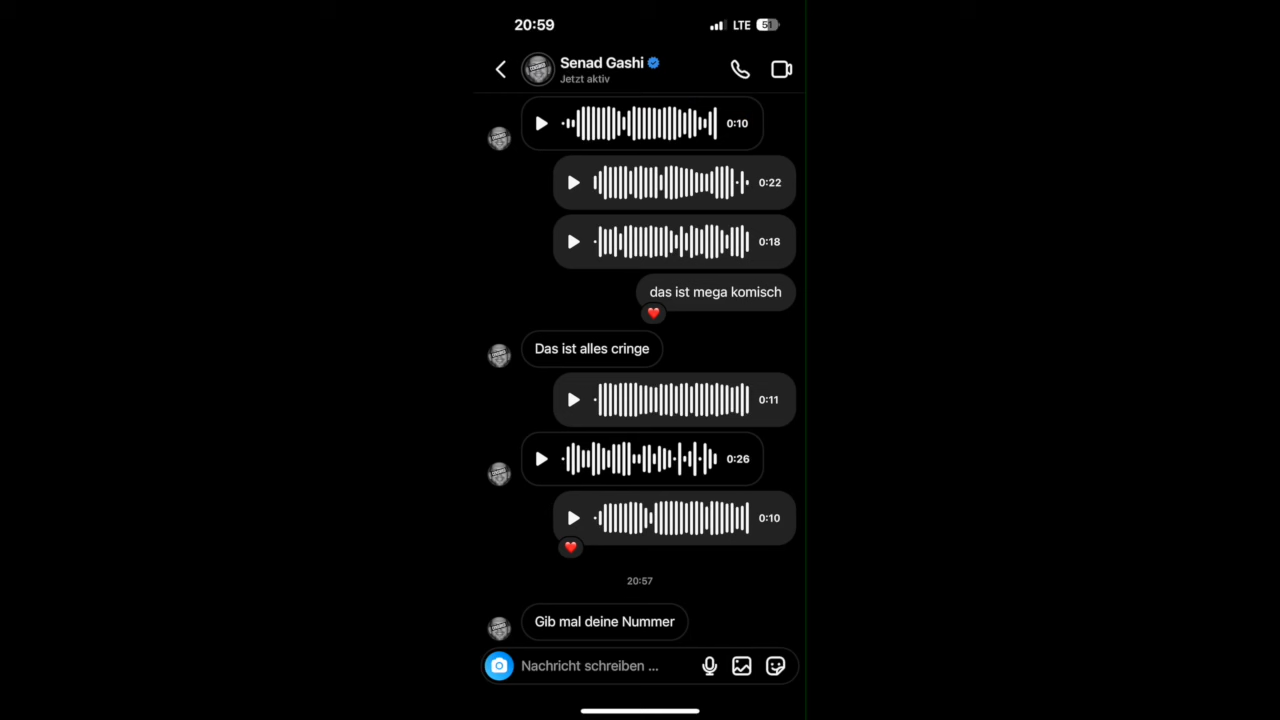 20:59
LTE 51
Senad Gashi
Jetzt aktiv
0:10
0:22
0:18
das ist mega komisch
Das ist alles cringe
0:11
0:26
0:10
20:57
Gib mal deine Nummer
Nachricht schreiben ...